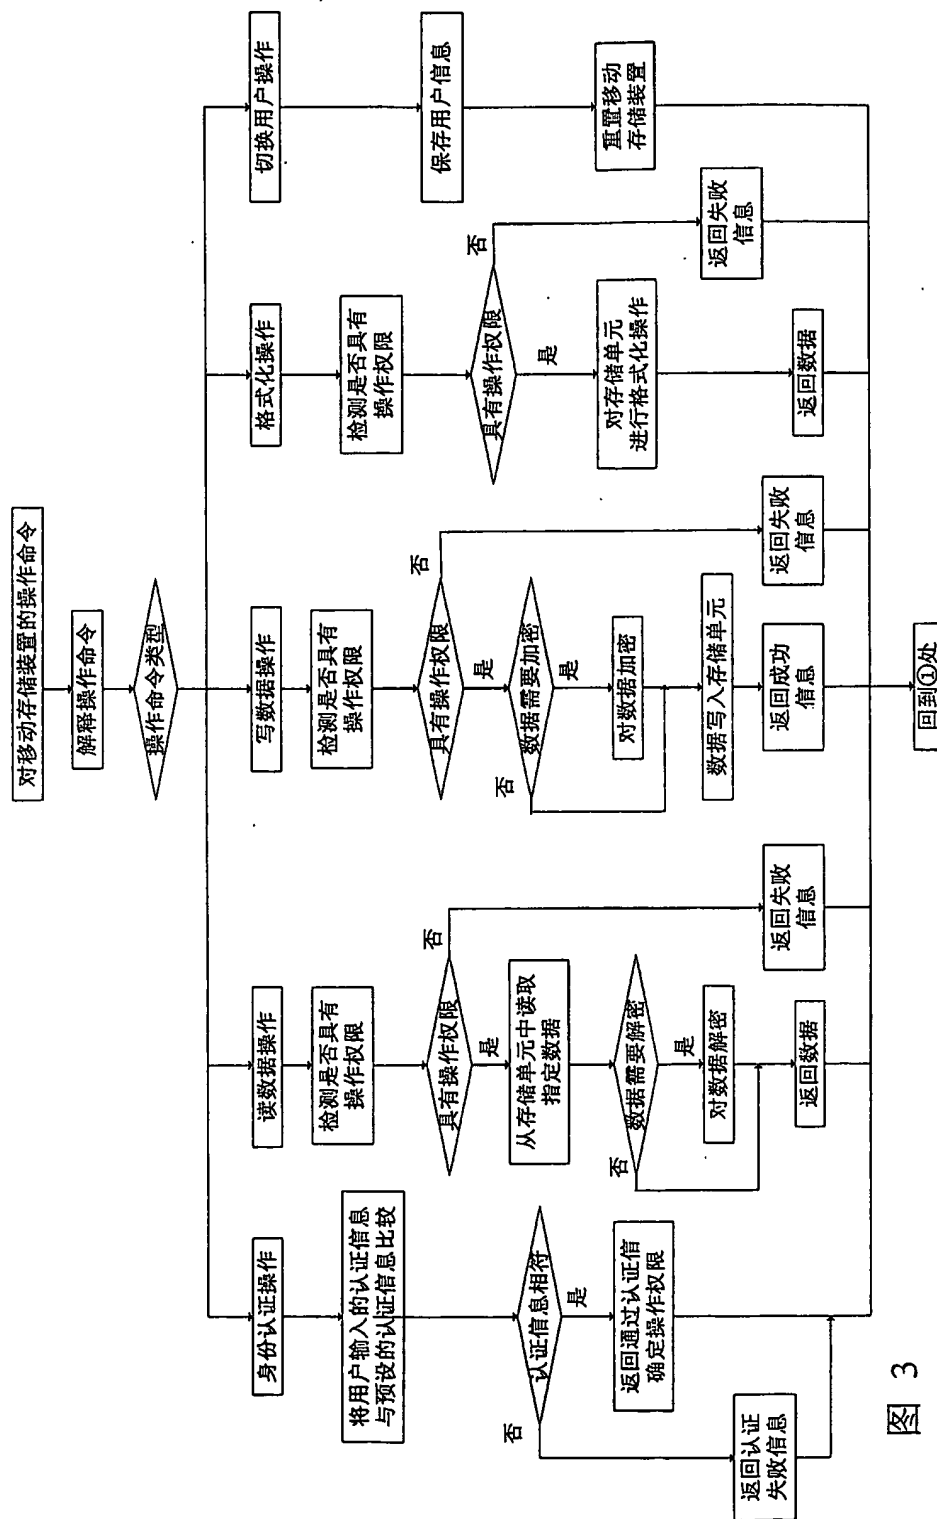 对移动存储装置的操作命令
解释操作命令
操作命令类型
身份认证操作
将用户输入的认证信息
与预设的认证信息比较
认证信息相符
否
是
返回通过认证信
确定操作权限
返回认证
失败信息
读数据操作
检测是否具有
操作权限
具有操作权限
否
是
从存储单元中读取
指定数据
数据需要解密
否
是
对数据解密
返回数据
返回失败
信息
写数据操作
检测是否具有
操作权限
具有操作权限
否
是
数据需要加密
否
是
对数据加密
数据写入存储单元
返回成功
信息
返回失败
信息
格式化操作
检测是否具有
操作权限
具有操作权限
否
是
对存储单元
进行格式化操作
返回数据
返回失败
信息
切换用户操作
保存用户信息
重置移动
存储装置
回到①处
图 3